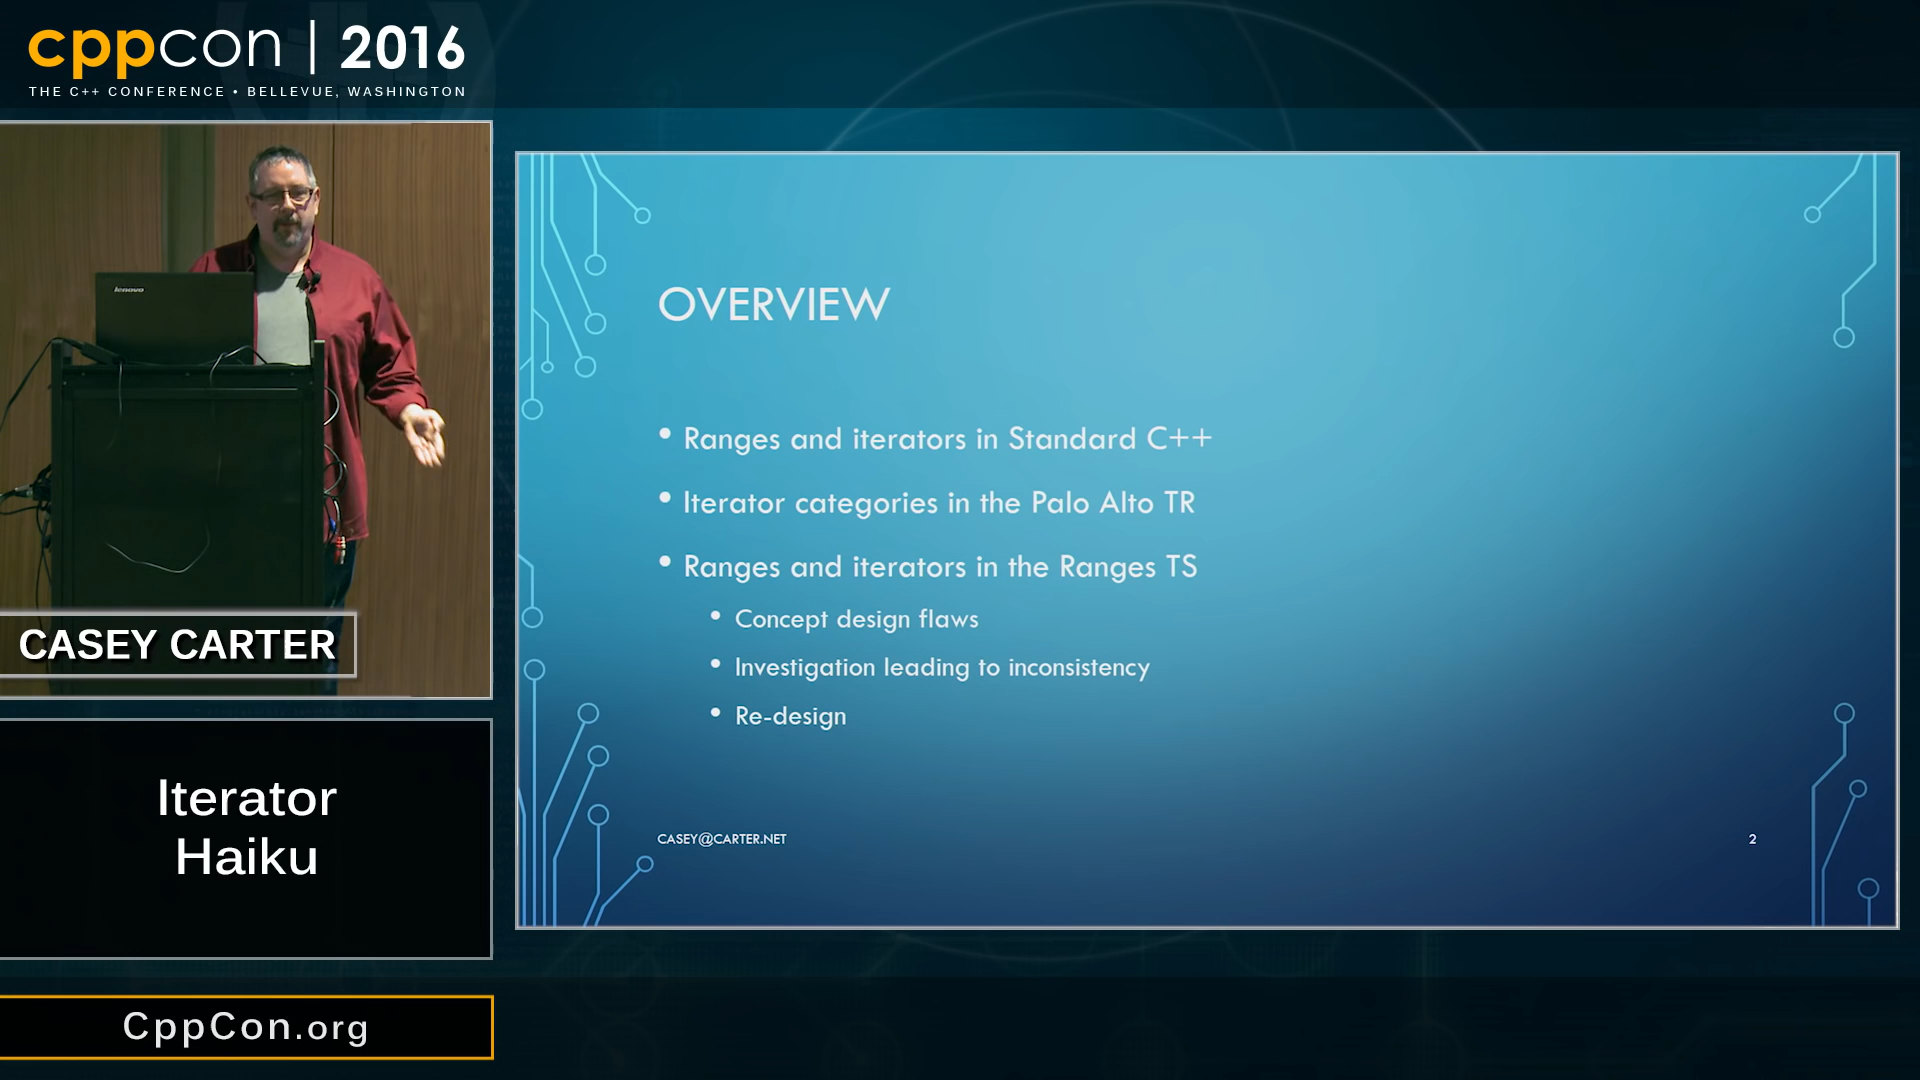 cppcon | 2016
THE C++ CONFERENCE • BELLEVUE, WASHINGTON
lenovo
CASEY CARTER
Iterator
Haiku
CppCon.org
OVERVIEW
• Ranges and iterators in Standard C++
• Iterator categories in the Palo Alto TR
• Ranges and iterators in the Ranges TS
• Concept design flaws
• Investigation leading to inconsistency
• Re-design
CASEY@CARTER.NET
2